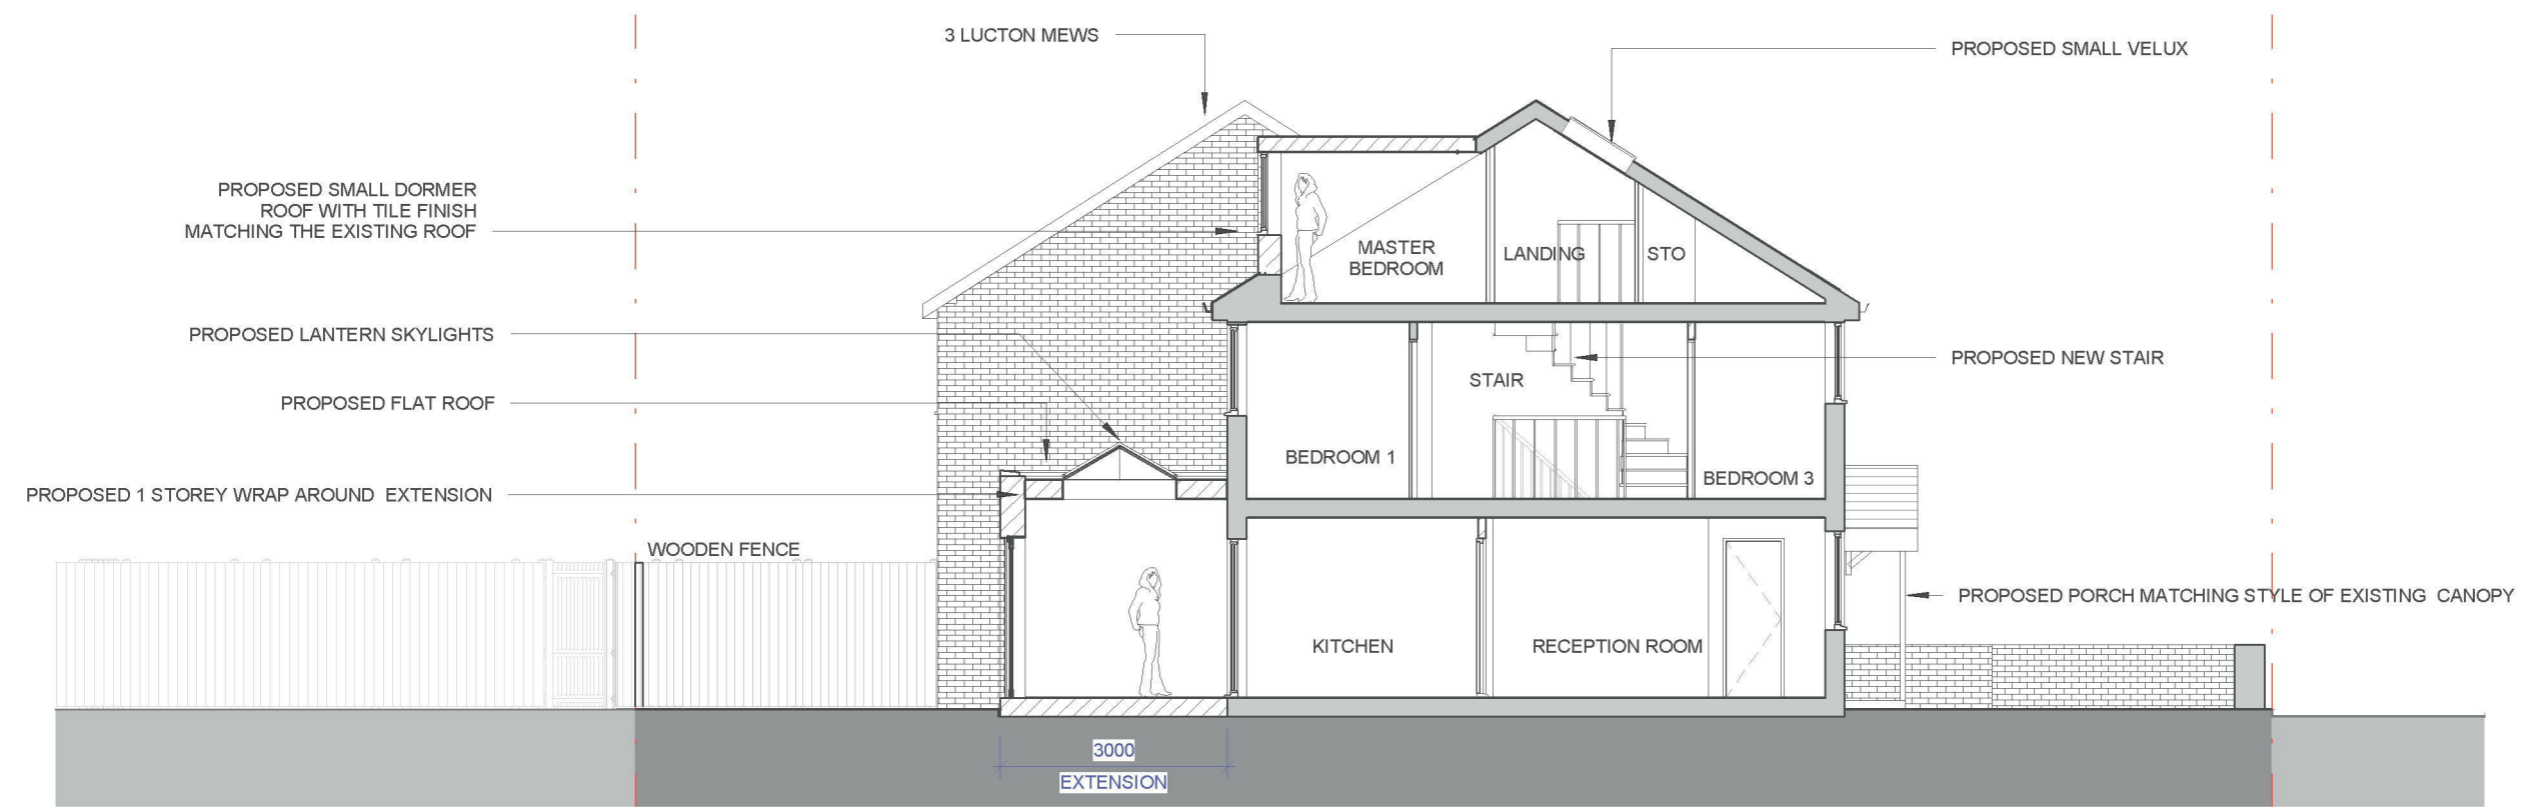 3 LUCTON MEWS
PROPOSED SMALL VELUX
PROPOSED SMALL DORMER
ROOF WITH TILE FINISH
MATCHING THE EXISTING ROOF
MASTER
BEDROOM
LANDING
STO
PROPOSED LANTERN SKYLIGHTS
PROPOSED NEW STAIR
STAIR
PROPOSED FLAT ROOF
BEDROOM 1
BEDROOM 3
PROPOSED 1 STOREY WRAP AROUND EXTENSION
WOODEN FENCE
PROPOSED PORCH MATCHING STYLE OF EXISTING CANOPY
KITCHEN
RECEPTION ROOM
3000
EXTENSION